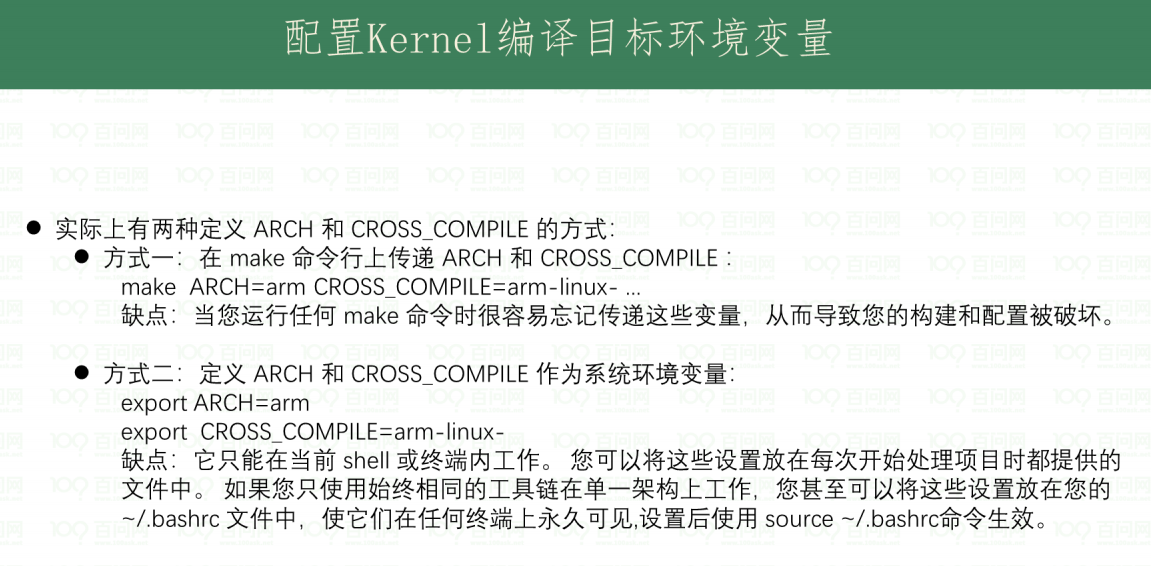 配置Kernel编译目标环境变量
● 实际上有两种定义 ARCH 和 CROSS_COMPILE 的方式：
● 方式一：在 make 命令行上传递 ARCH 和 CROSS_COMPILE :
make ARCH=arm CROSS_COMPILE=arm-linux- ...
缺点：当您运行任何 make 命令时很容易忘记传递这些变量，从而导致您的构建和配置被破坏。
● 方式二：定义 ARCH 和 CROSS_COMPILE 作为系统环境变量：
export ARCH=arm
export CROSS_COMPILE=arm-linux-
缺点：它只能在当前 shell 或终端内工作。 您可以将这些设置放在每次开始处理项目时都提供的
文件中。 如果您只使用始终相同的工具链在单一架构上工作，您甚至可以将这些设置放在您的
~/.bashrc 文件中，使它们在任何终端上永久可见,设置后使用 source ~/.bashrc命令生效。